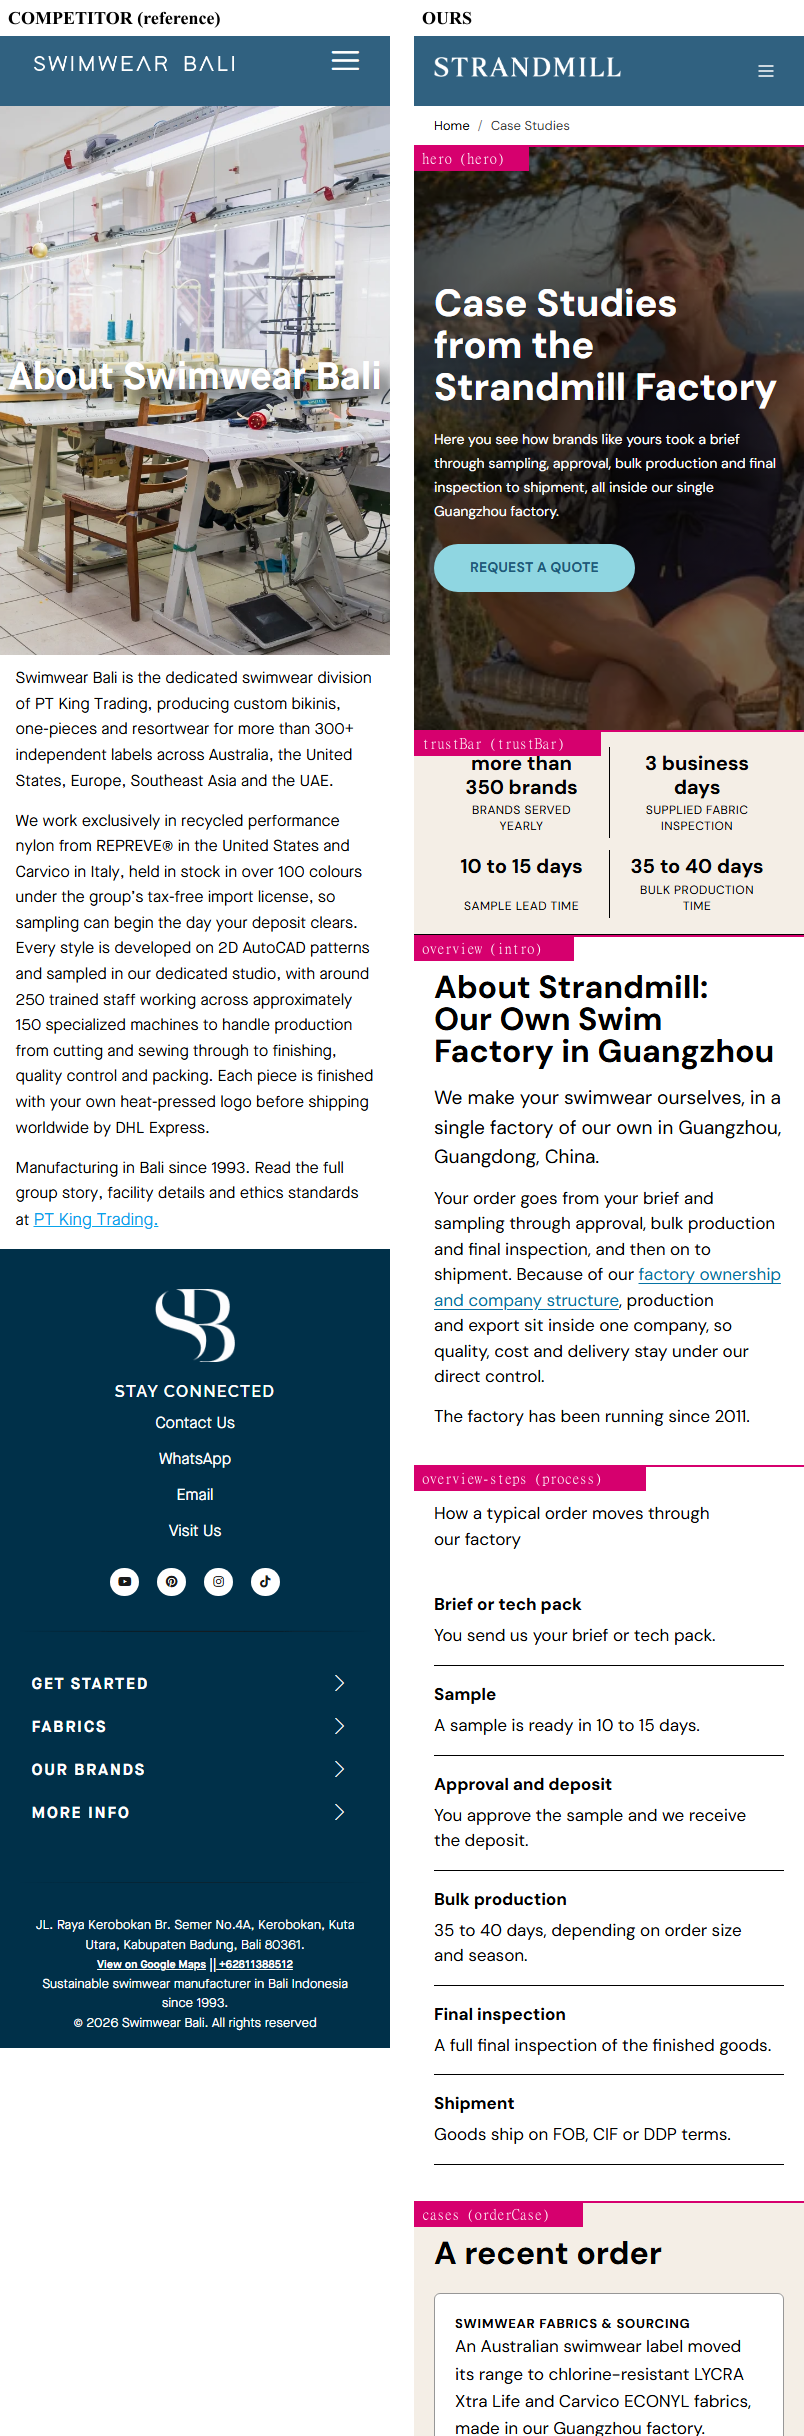 COMPETITOR (reference)
SWIMWEAR BALI
About Swimwear Bali
Swimwear Bali is the dedicated swimwear division
of PT King Trading, producing custom bikinis,
one-pieces and resortwear for more than 300+
independent labels across Australia, the United
States, Europe, Southeast Asia and the UAE.
We work exclusively in recycled performance
nylon from REPREVE® in the United States and
Carvico in Italy, held in stock in over 100 colours
under the group's tax-free import license, so
sampling can begin the day your deposit clears.
Every style is developed on 2D AutoCAD patterns
and sampled in our dedicated studio, with around
250 trained staff working across approximately
150 specialized machines to handle production
from cutting and sewing through to finishing,
quality control and packing. Each piece is finished
with your own heat-pressed logo before shipping
worldwide by DHL Express.
Manufacturing in Bali since 1993. Read the full
group story, facility details and ethics standards
at PT King Trading.
SB
STAY CONNECTED
Contact Us
WhatsApp
Email
Visit Us
GET STARTED
FABRICS
OUR BRANDS
MORE INFO
JL. Raya Kerobokan Br. Semer No.4A, Kerobokan, Kuta
Utara, Kabupaten Badung, Bali 80361.
View on Google Maps || +62811388512
Sustainable swimwear manufacturer in Bali Indonesia
since 1993.
© 2026 Swimwear Bali. All rights reserved
OURS
STRANDMILL
Home / Case Studies
hero (hero)
Case Studies
from the
Strandmill Factory
Here you see how brands like yours took a brief
through sampling, approval, bulk production and final
inspection to shipment, all inside our single
Guangzhou factory.
REQUEST A QUOTE
trustBar (trustBar)
more than
350 brands
BRANDS SERVED
YEARLY
3 business
days
SUPPLIED FABRIC
INSPECTION
10 to 15 days
SAMPLE LEAD TIME
35 to 40 days
BULK PRODUCTION
TIME
overview (intro)
About Strandmill:
Our Own Swim
Factory in Guangzhou
We make your swimwear ourselves, in a
single factory of our own in Guangzhou,
Guangdong, China.
Your order goes from your brief and
sampling through approval, bulk production
and final inspection, and then on to
shipment. Because of our factory ownership
and company structure, production
and export sit inside one company, so
quality, cost and delivery stay under our
direct control.
The factory has been running since 2011.
overview-steps (process)
How a typical order moves through
our factory
Brief or tech pack
You send us your brief or tech pack.
Sample
A sample is ready in 10 to 15 days.
Approval and deposit
You approve the sample and we receive
the deposit.
Bulk production
35 to 40 days, depending on order size
and season.
Final inspection
A full final inspection of the finished goods.
Shipment
Goods ship on FOB, CIF or DDP terms.
cases (orderCase)
A recent order
SWIMWEAR FABRICS & SOURCING
An Australian swimwear label moved
its range to chlorine-resistant LYCRA
Xtra Life and Carvico ECONYL fabrics,
made in our Guangzhou factory.